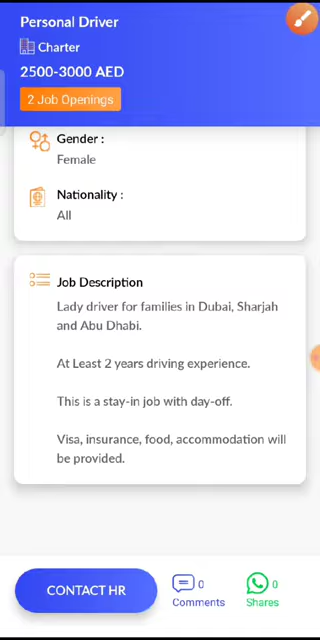 Personal Driver
Charter
2500-3000 AED
2 Job Openings
Gender :
Female
Nationality :
All
Job Description
Lady driver for families in Dubai, Sharjah
and Abu Dhabi.
At Least 2 years driving experience.
This is a stay-in job with day-off.
Visa, insurance, food, accommodation will
be provided.
CONTACT HR
0
Comments
0
Shares